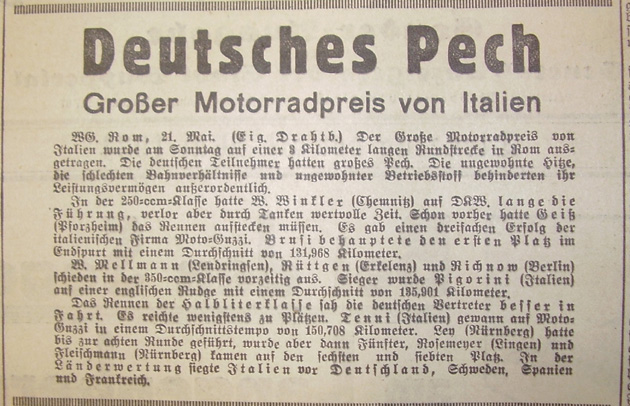 Deutsches Pech
Großer Motorradpreis von Italien
WG. Rom, 21. Mai. (Eig. Drahtb.) Der Große Motorradpreis von
Italien wurde am Sonntag auf einer 3 Kilometer langen Rundstrecke in Rom aus-
getragen. Die deutschen Teilnehmer hatten großes Pech. Die ungewohnte Hitze,
die schlechten Bahnverhältnisse und ungewohnter Betriebsstoff behinderten ihr
Leistungsvermögen außerordentlich.
In der 250-ccm-Klasse hatte W. Winkler (Chemnitz) auf DKW. lange die
Führung, verlor aber durch Tanken wertvolle Zeit. Schon vorher hatte Geiß
(Pforzheim) das Rennen aufstecken müssen. Es gab einen dreifachen Erfolg der
italienischen Firma Moto-Guzzi. Brusi behauptete den ersten Platz im
Endspurt mit einem Durchschnitt von 131,968 Kilometer.
W. Mellmann (Lendringsen), Rüttgen (Erkelenz) und Richnow (Berlin)
schieden in der 350-ccm-Klasse vorzeitig aus. Sieger wurde Pigorini (Italien)
auf einer englischen Rudge mit einem Durchschnitt von 135,901 Kilometer.
Das Rennen der Halbliterklasse sah die deutschen Vertreter besser in
Fahrt. Es reichte wenigstens zu Plätzen. Tenni (Italien) gewann auf Moto-
Guzzi in einem Durchschnittstempo von 150,708 Kilometer. Ley (Nürnberg) hatte
bis zur achten Runde geführt, wurde aber dann Fünfter, Rosemeyer (Lingen) und
Fleischmann (Nürnberg) kamen auf den sechsten und siebten Platz. In der
Länderwertung siegte Italien vor Deutschland, Schweden, Spanien
und Frankreich.